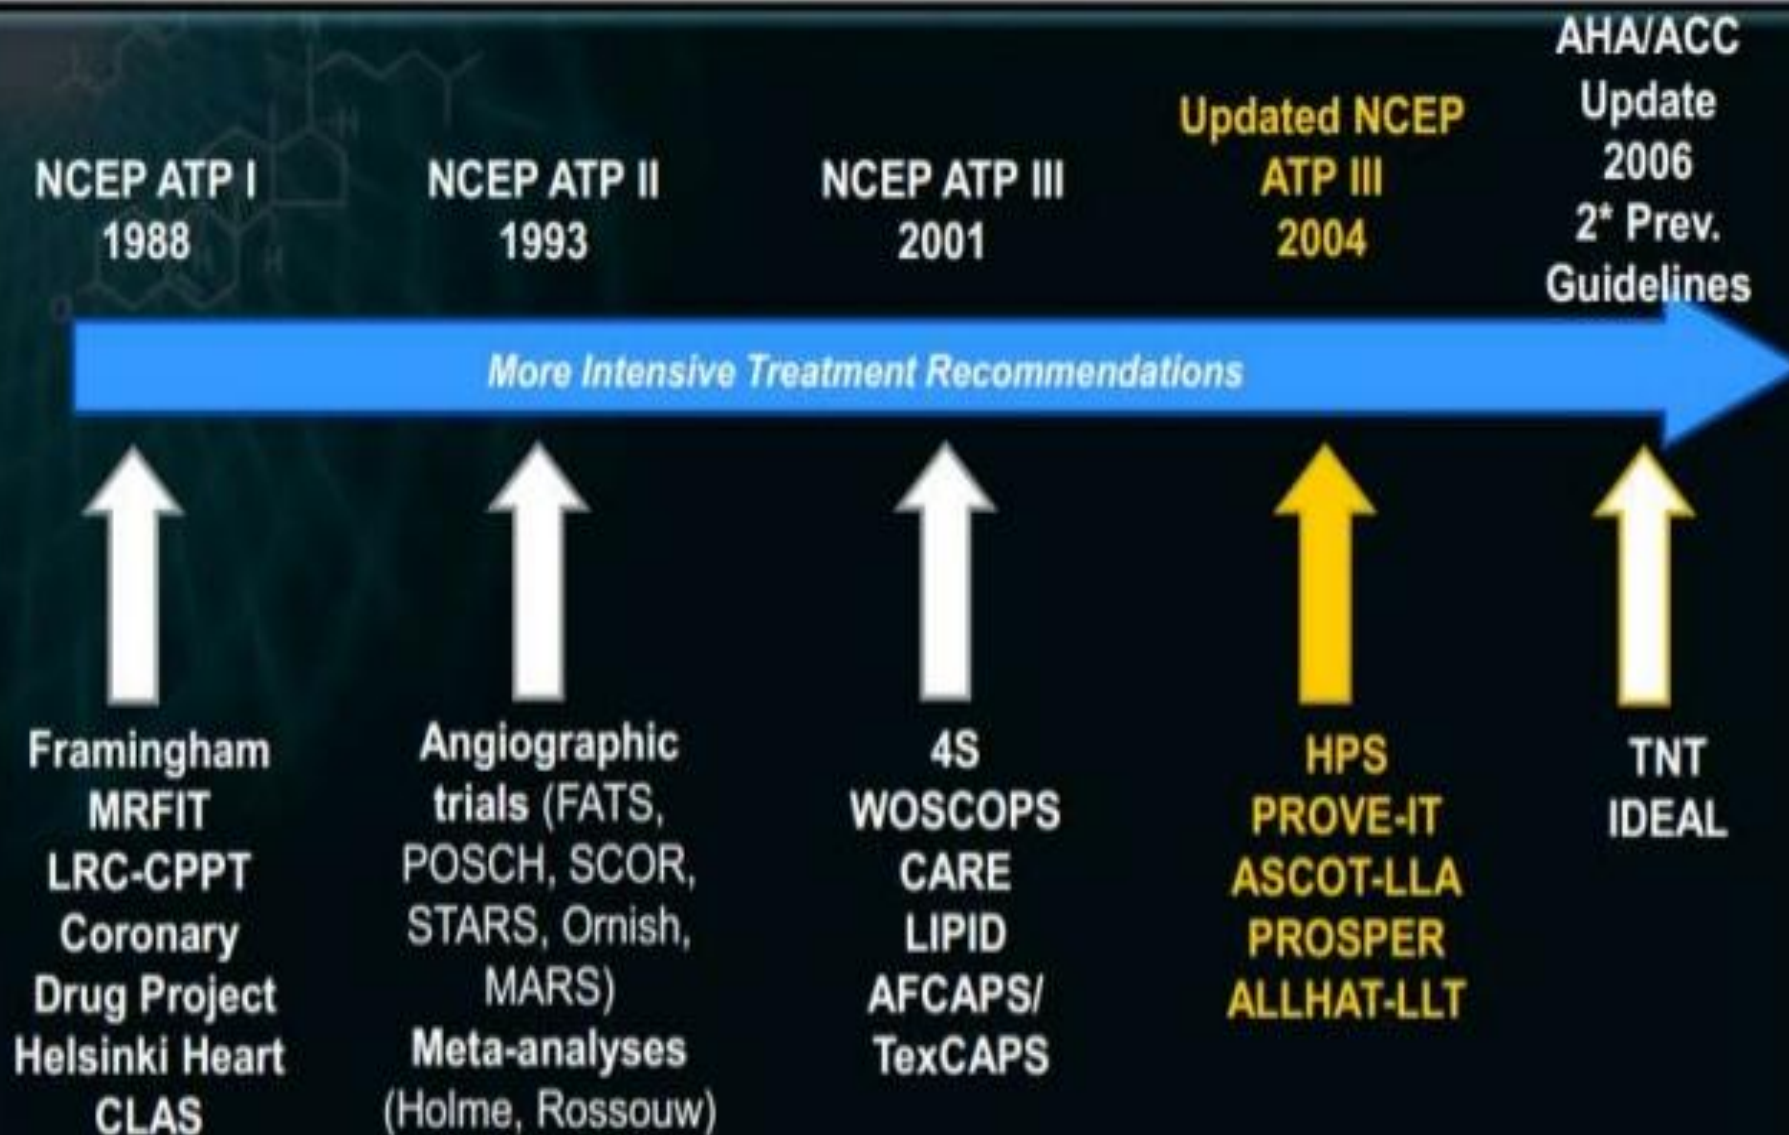 NCEP ATP I
1988
NCEP ATP II
1993
NCEP ATP III
2001
Updated NCEP
ATP III
2004
AHA/ACC
Update
2006
2* Prev.
Guidelines
More Intensive Treatment Recommendations
Framingham
MRFIT
LRC-CPPT
Coronary
Drug Project
Helsinki Heart
CLAS
Angiographic
trials (FATS,
POSCH, SCOR,
STARS, Ornish,
MARS)
Meta-analyses
(Holme, Rossouw)
4S
WOSCOPS
CARE
LIPID
AFCAPS/
TexCAPS
HPS
PROVE-IT
ASCOT-LLA
PROSPER
ALLHAT-LLT
TNT
IDEAL